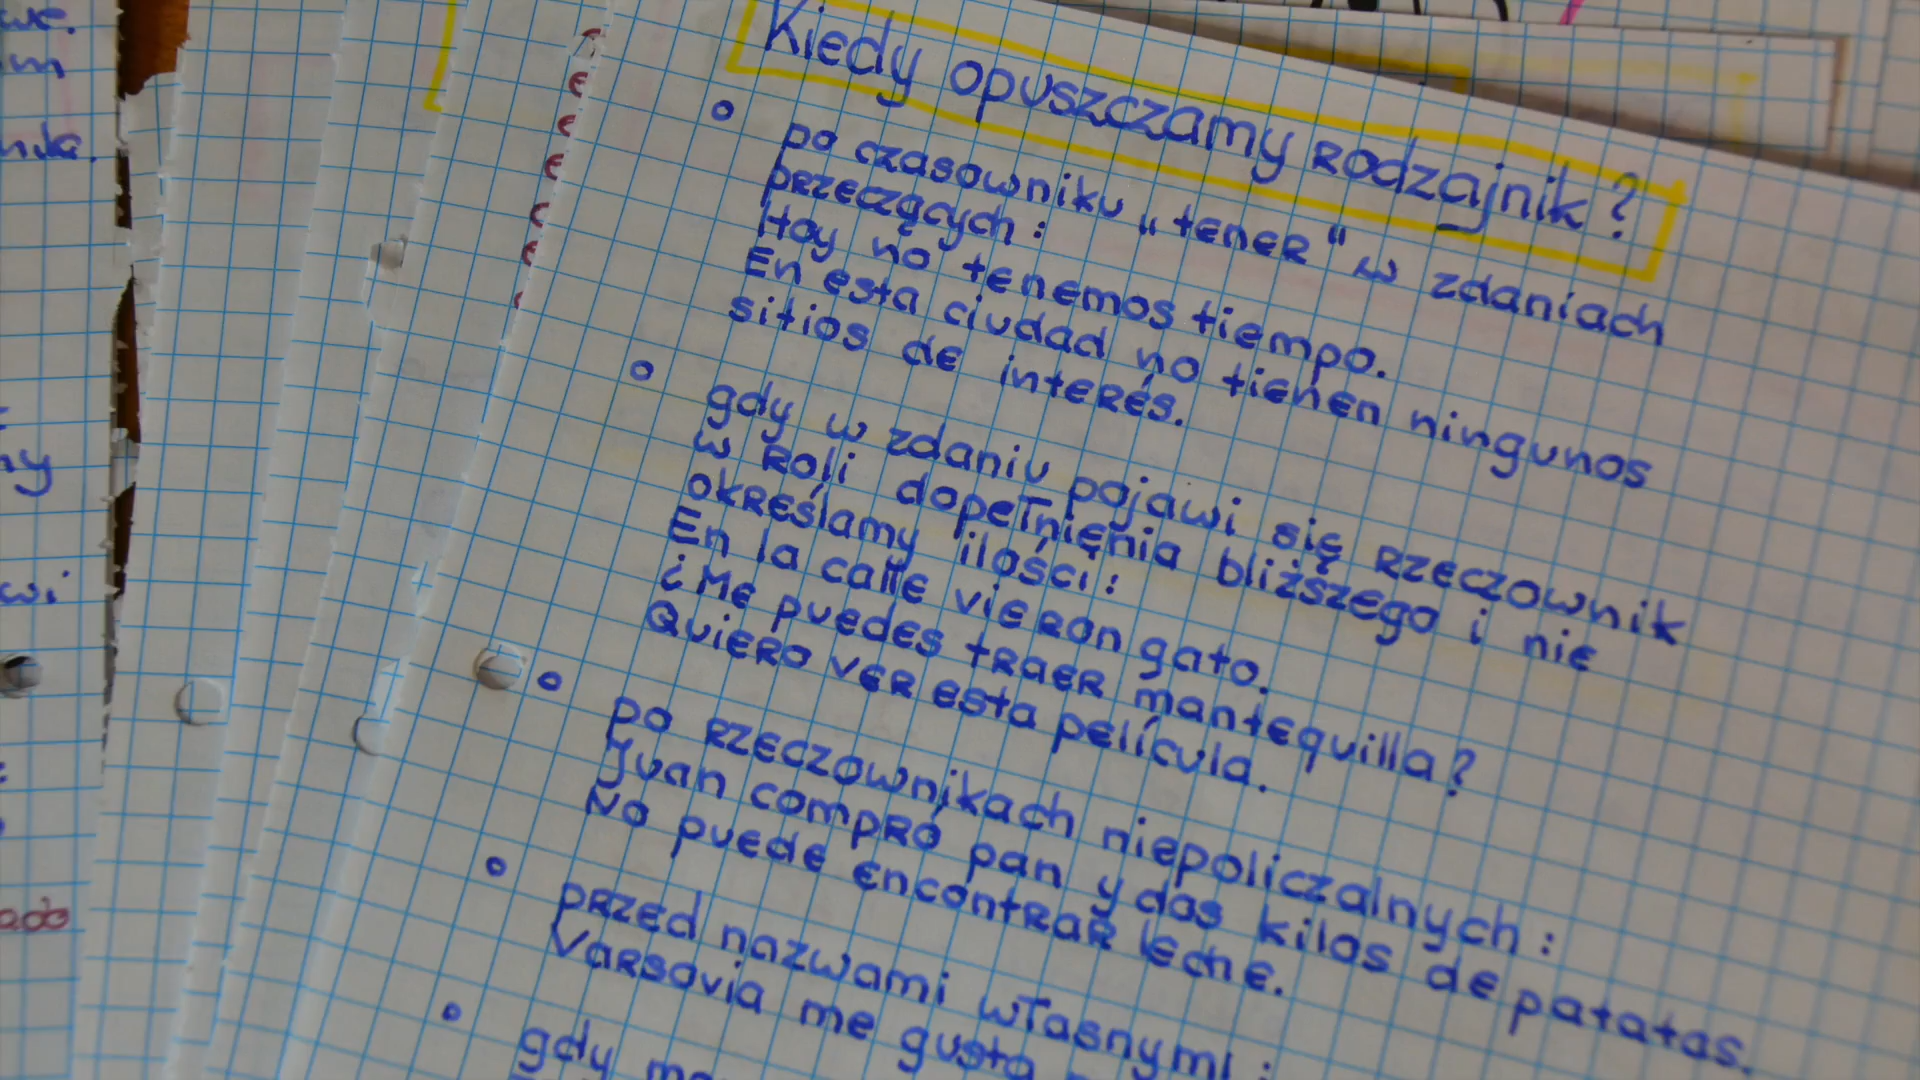 Kiedy opuszczamy rodzajnik?
po czasowniku „tener" w zdaniach
przeczących:
Hoy no tenemos tiempo.
En esta ciudad no tienen ningunos
sitios de interés.
gdy w zdaniu pojawi się rzeczownik
w roli dopełnienia bliższego i nie
określamy ilości:
En la calle vieron gato.
¿Me puedes traer mantequilla?
Quiero ver esta película.
po rzeczownikach niepoliczalnych:
Juan compró pan y dos kilos de patatas.
No puede encontrar leche.
przed nazwami własnymi:
Varsovia me gusta
gdy